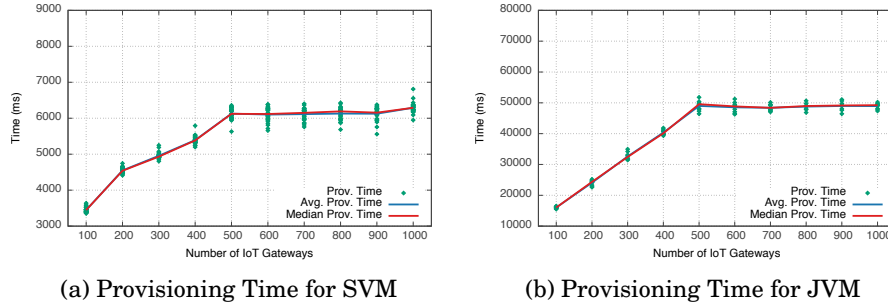 9000
8000
7000
6000
5000
4000
3000
Time (ms)
100 200 300 400 500 600 700 800 900 1000
Number of IoT Gateways
Prov. Time
Avg. Prov. Time
Median Prov. Time
(a) Provisioning Time for SVM
80000
70000
60000
50000
40000
30000
20000
10000
Time (ms)
100 200 300 400 500 600 700 800 900 1000
Number of IoT Gateways
Prov. Time
Avg. Prov. Time
Median Prov. Time
(b) Provisioning Time for JVM